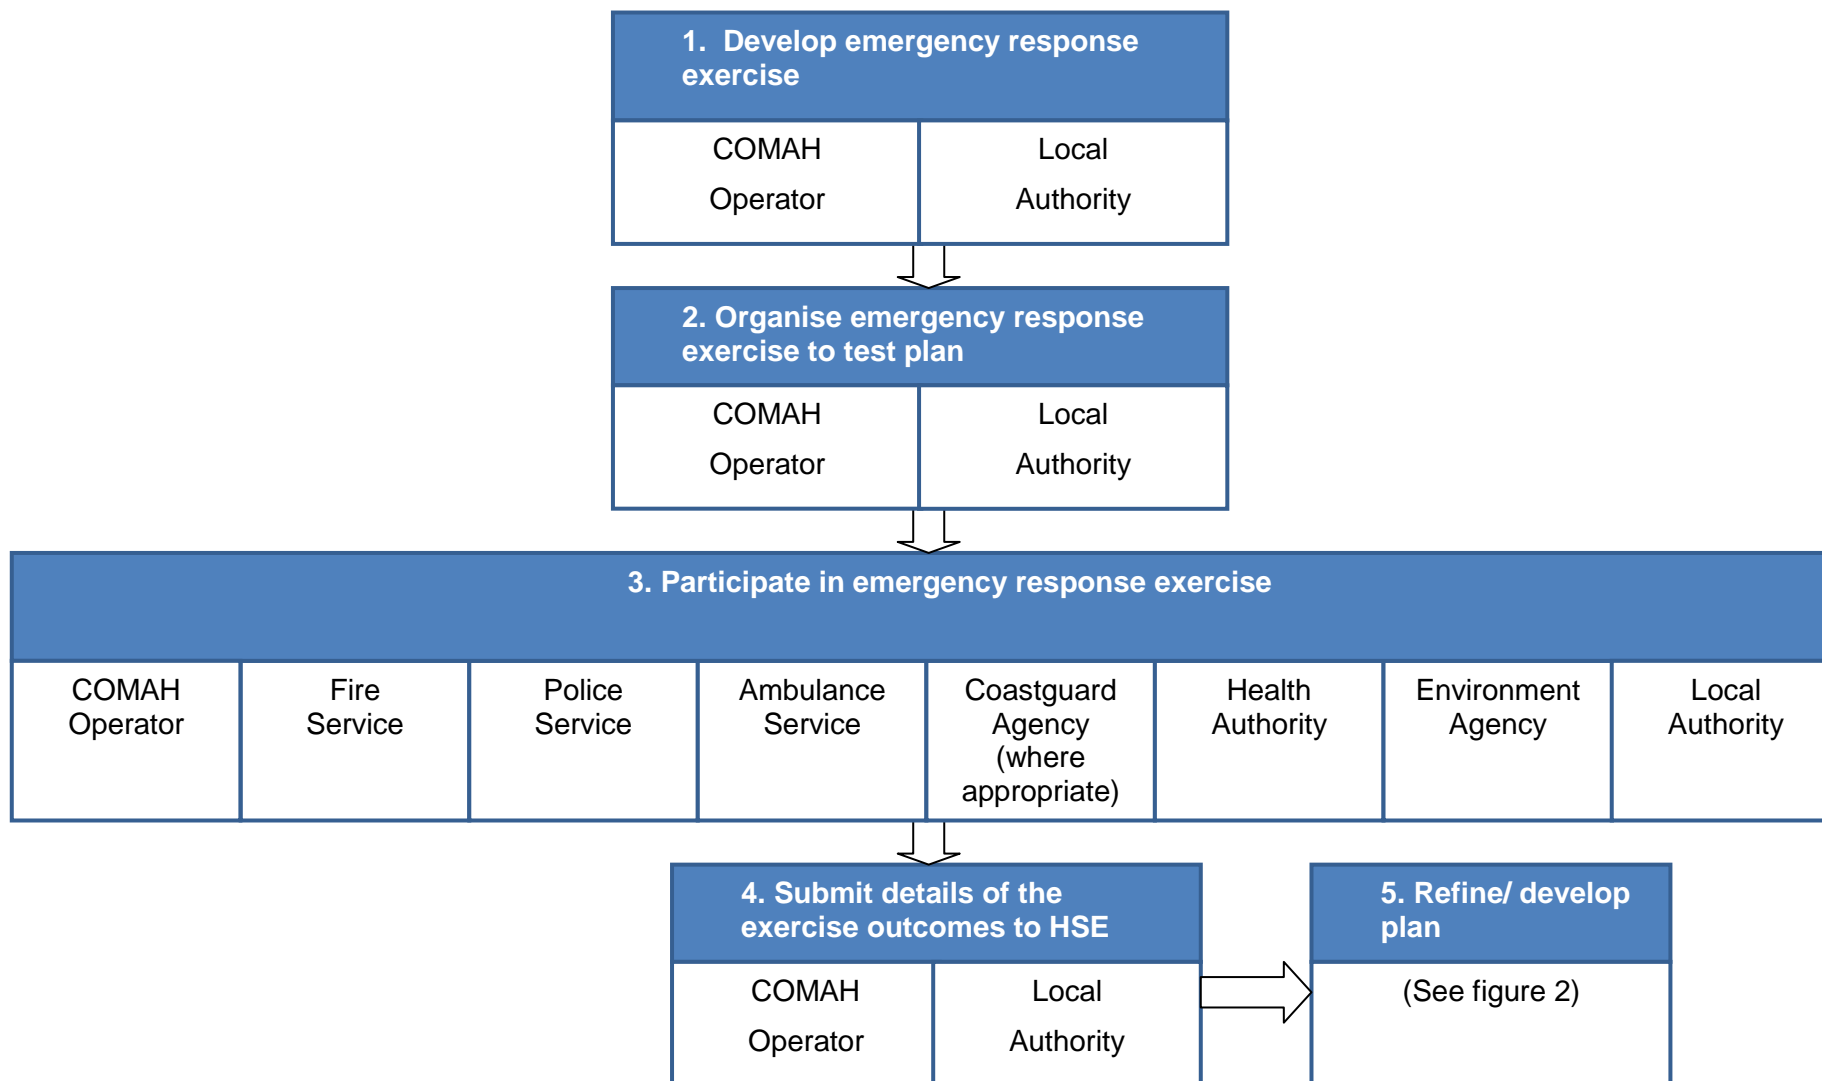 1. Develop emergency response
exercise
COMAH
Operator
Local
Authority
2. Organise emergency response
exercise to test plan
COMAH
Operator
Local
Authority
3. Participate in emergency response exercise
COMAH
Operator
Fire
Service
Police
Service
Ambulance
Service
Coastguard
Agency
(where
appropriate)
Health
Authority
Environment
Agency
Local
Authority
4. Submit details of the
exercise outcomes to HSE
COMAH
Operator
Local
Authority
5. Refine/ develop
plan
(See figure 2)